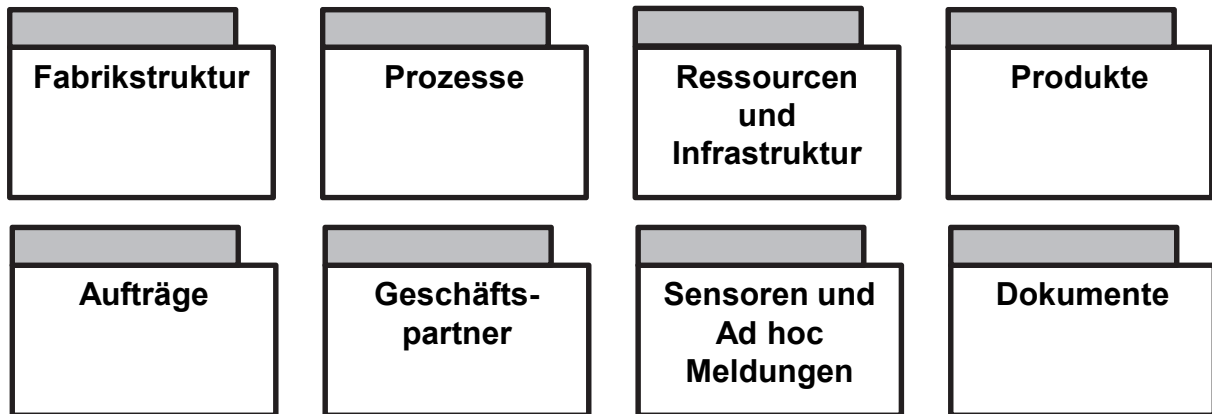 Fabrikstruktur
Prozesse
Ressourcen
und
Infrastruktur
Produkte
Aufträge
Geschäfts-
partner
Sensoren und
Ad hoc
Meldungen
Dokumente